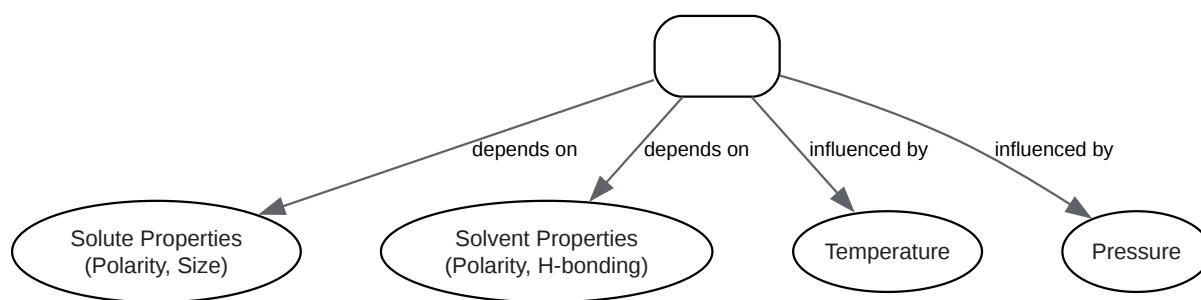 depends on
depends on
influenced by
influenced by
Solute Properties
(Polarity, Size)
Solvent Properties
(Polarity, H-bonding)
Temperature
Pressure